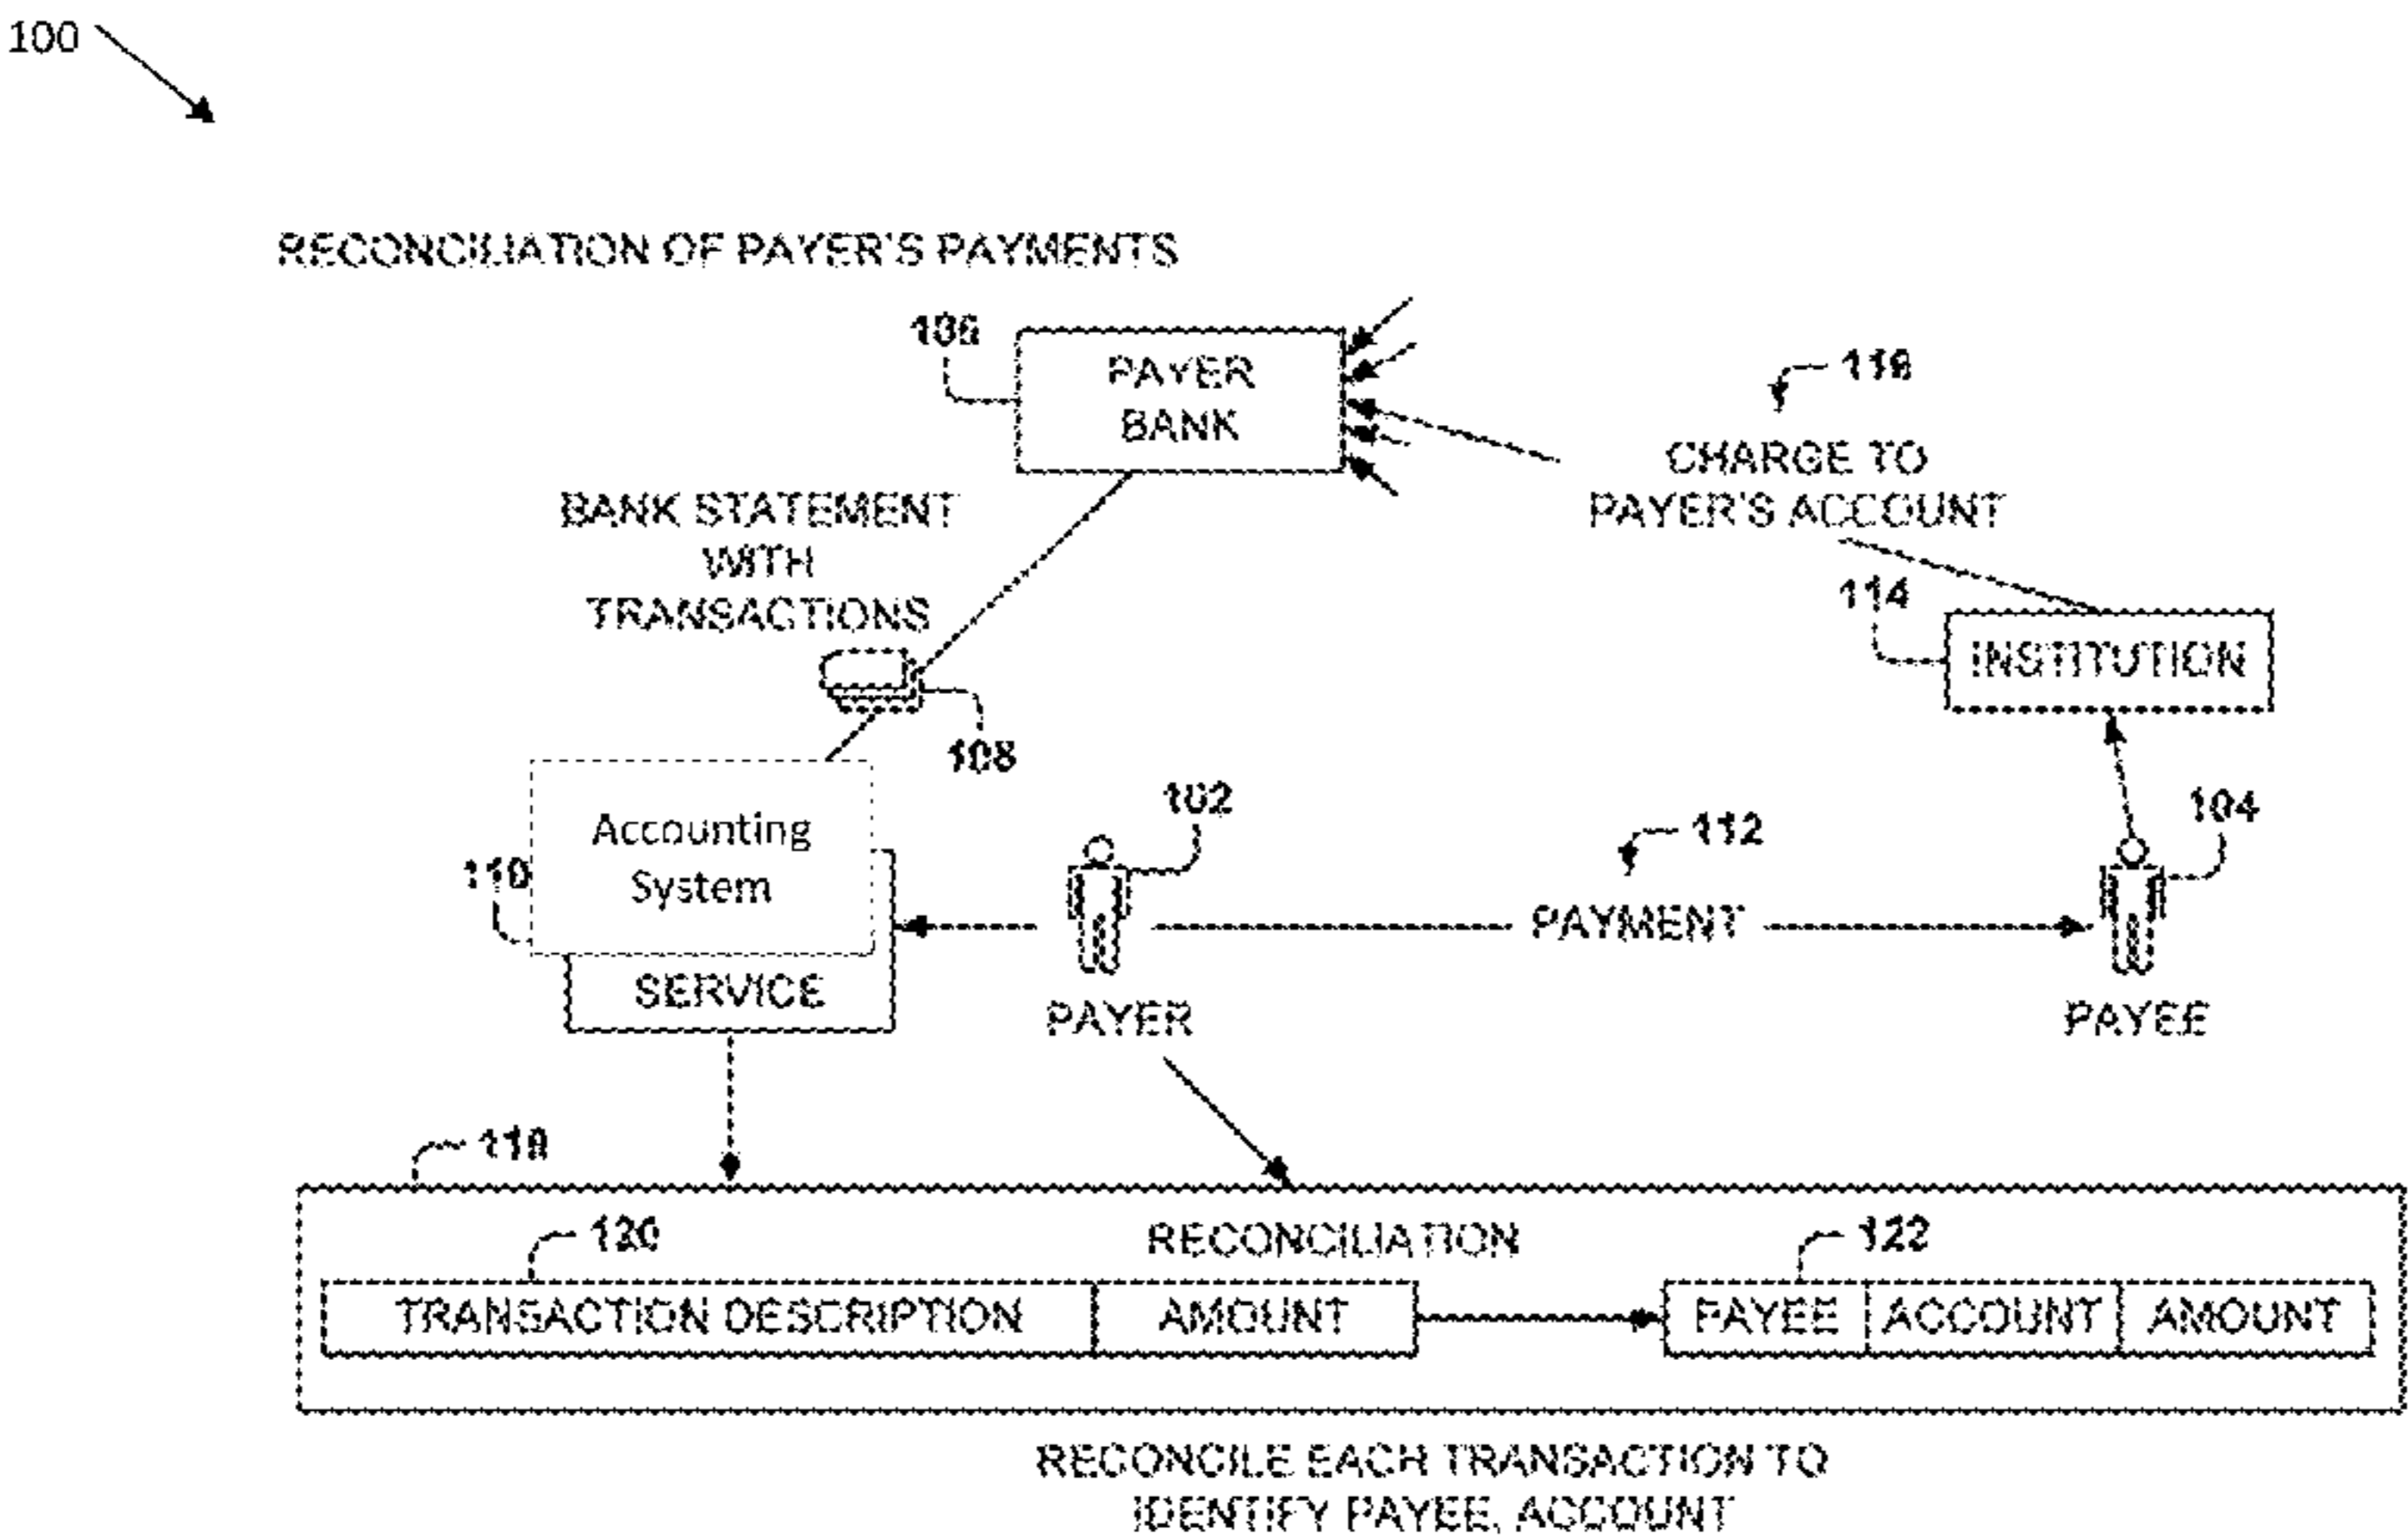 100
RECONCILIATION OF PAYER'S PAYMENTS
106
PAYER
BANK
116
CHARGE TO
PAYER'S ACCOUNT
BANK STATEMENT
WITH
TRANSACTIONS
114
INSTITUTION
108
Accounting
System
110
SERVICE
102
PAYER
112
PAYMENT
104
PAYEE
118
RECONCILIATION
120
TRANSACTION DESCRIPTION
AMOUNT
122
PAYEE
ACCOUNT
AMOUNT
RECONCILE EACH TRANSACTION TO
IDENTIFY PAYEE, ACCOUNT